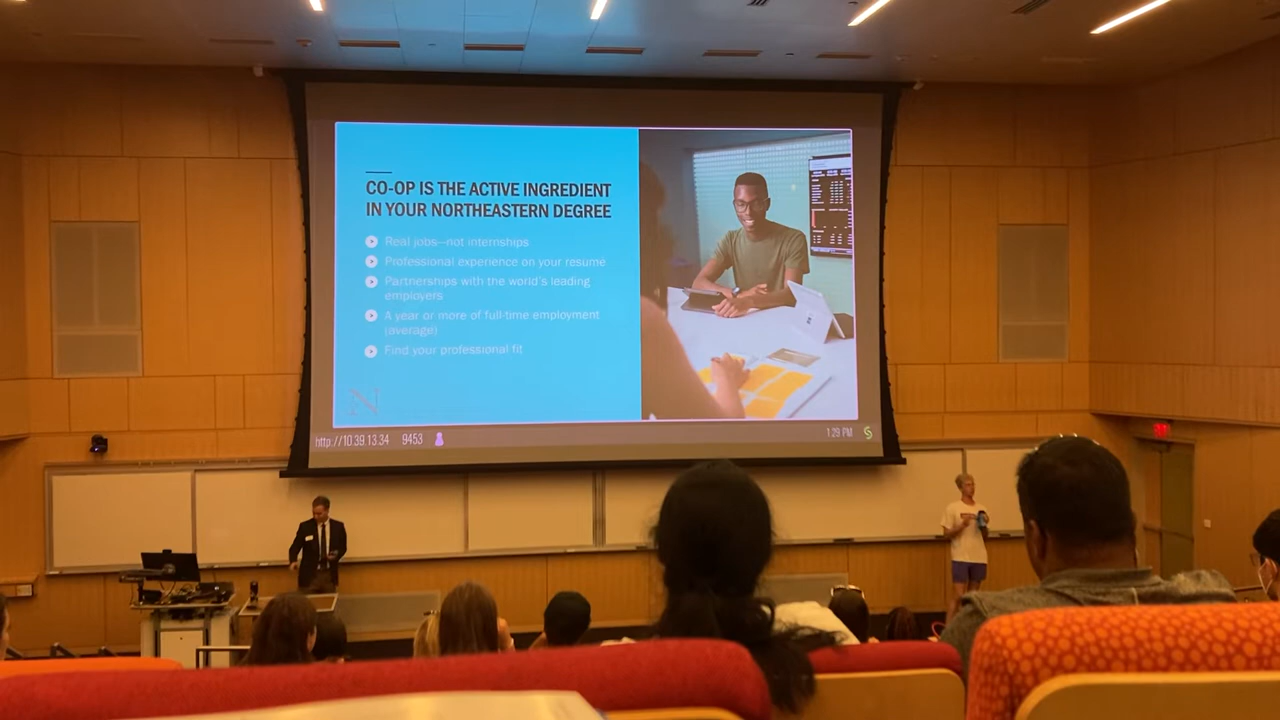 CO-OP IS THE ACTIVE INGREDIENT
IN YOUR NORTHEASTERN DEGREE
Real jobs—not internships
Professional experience on your resume
Partnerships with the world's leading
employers
A year or more of full-time employment
(average)
Find your professional fit
N
http://10.39.13.34 9453
1:29 PM
EXIT